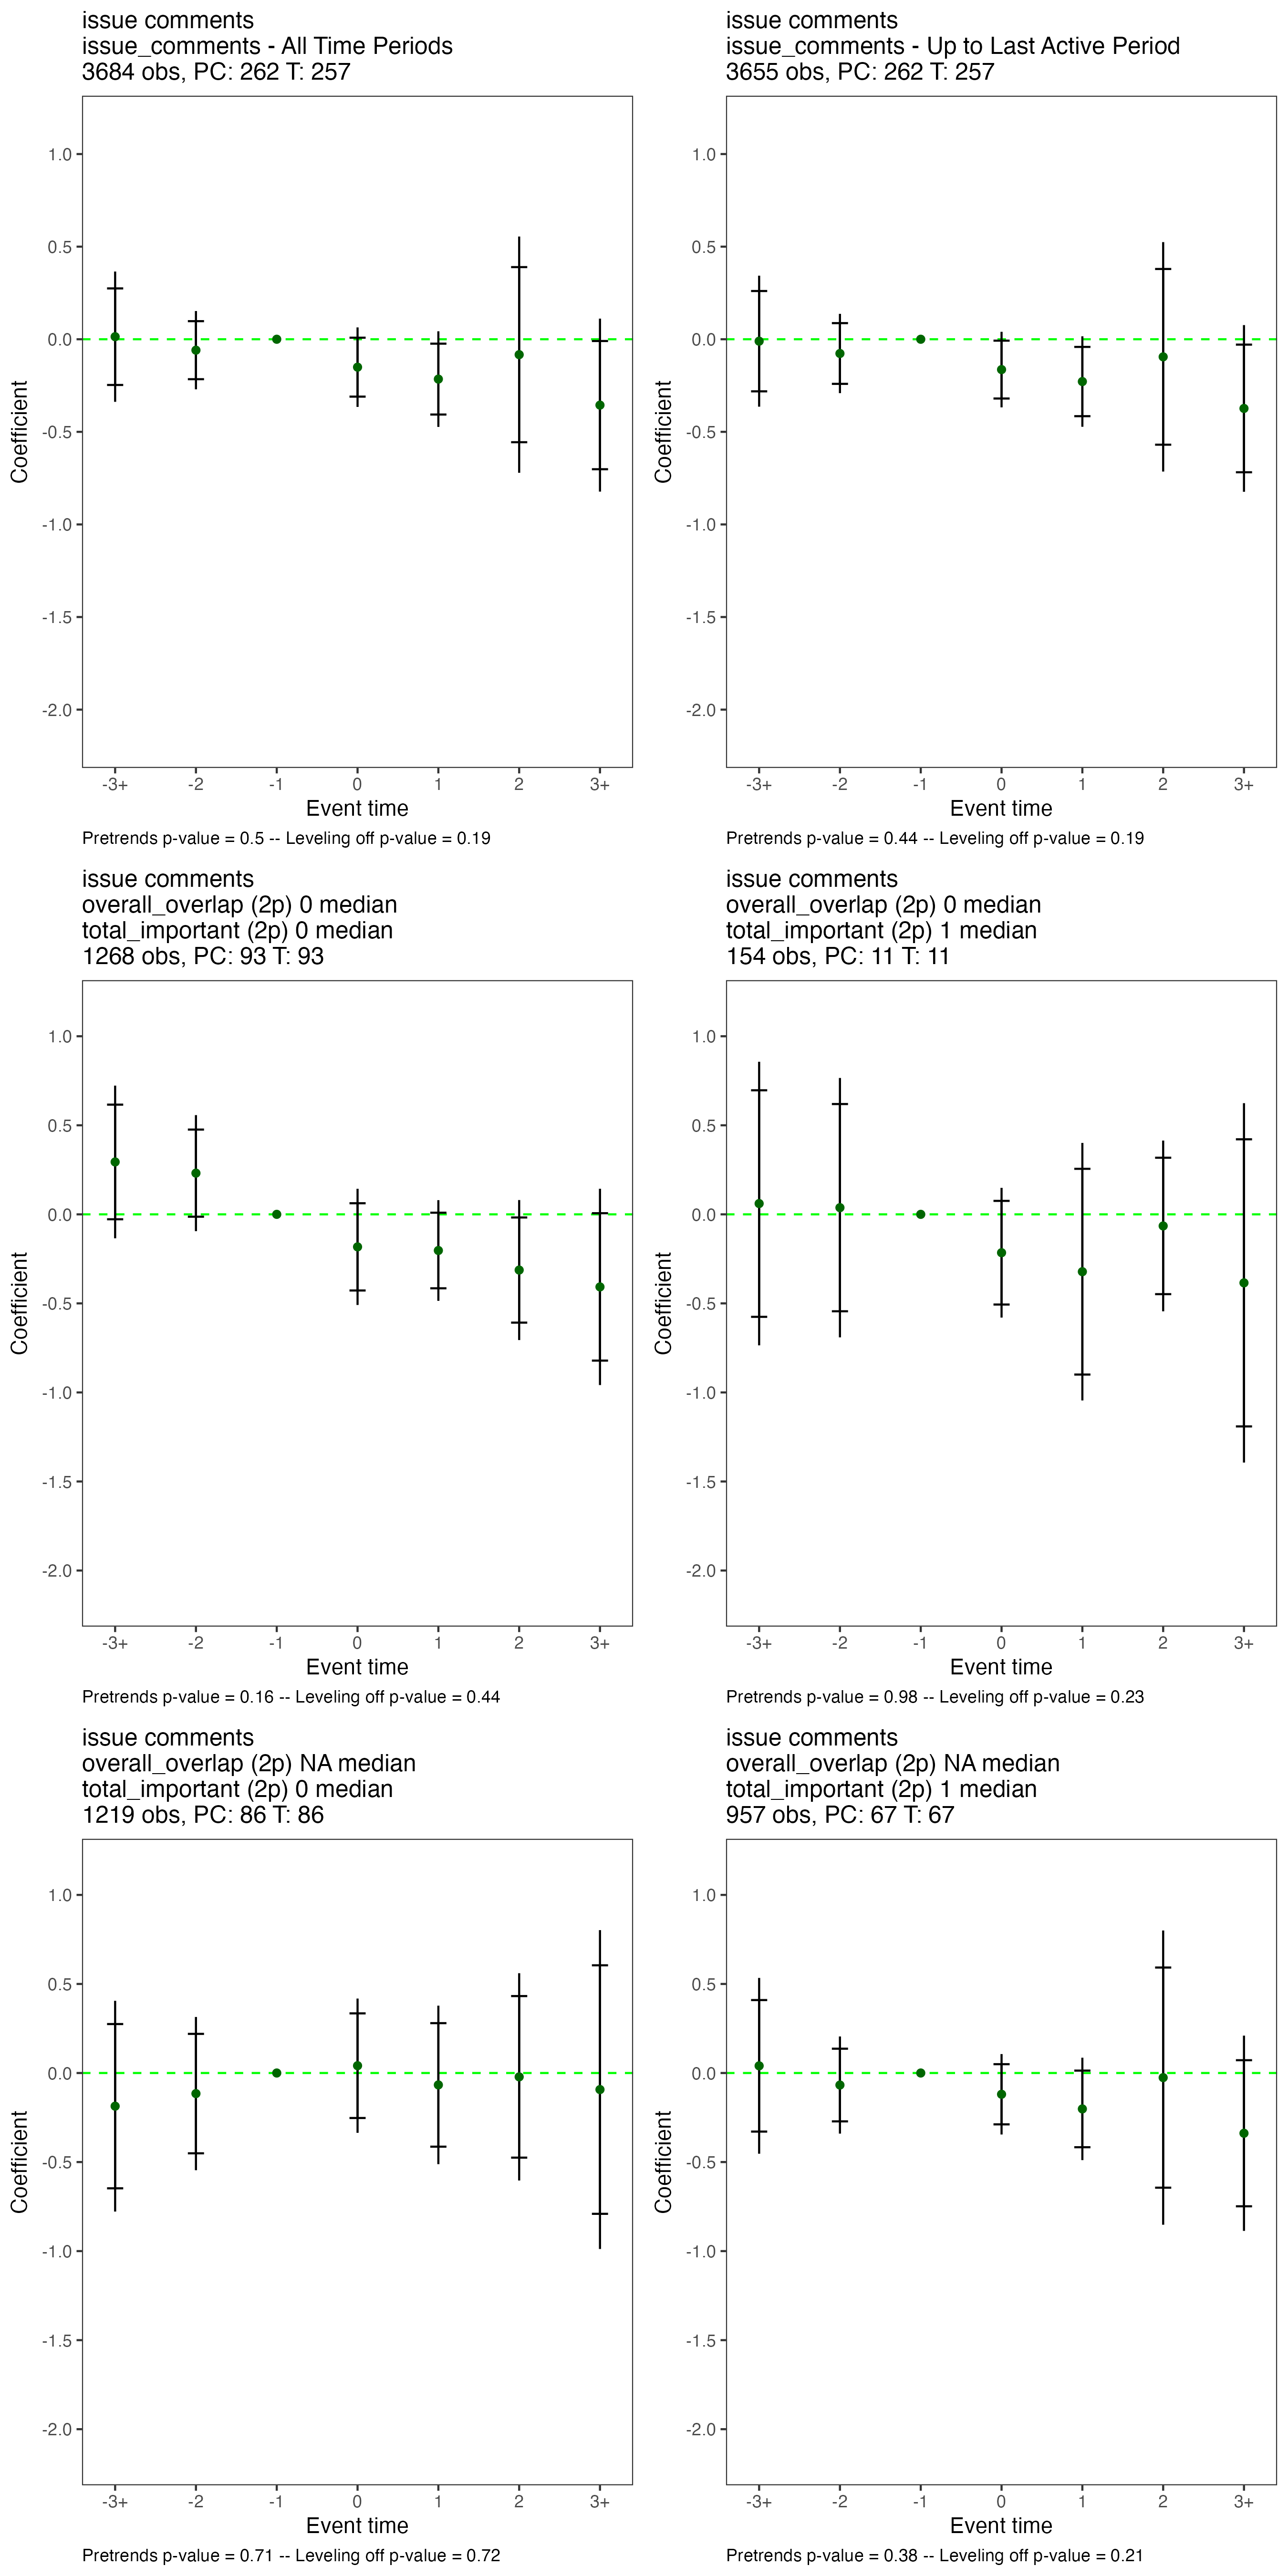 issue comments
issue_comments - All Time Periods
3684 obs, PC: 262 T: 257
1.0
0.5
0.0
-0.5
-1.0
-1.5
-2.0
Coefficient
-3+ -2 -1 0 1 2 3+
Event time
Pretrends p-value = 0.5 -- Leveling off p-value = 0.19
issue comments
issue_comments - Up to Last Active Period
3655 obs, PC: 262 T: 257
1.0
0.5
0.0
-0.5
-1.0
-1.5
-2.0
Coefficient
-3+ -2 -1 0 1 2 3+
Event time
Pretrends p-value = 0.44 -- Leveling off p-value = 0.19
issue comments
overall_overlap (2p) 0 median
total_important (2p) 0 median
1268 obs, PC: 93 T: 93
1.0
0.5
0.0
-0.5
-1.0
-1.5
-2.0
Coefficient
-3+ -2 -1 0 1 2 3+
Event time
Pretrends p-value = 0.16 -- Leveling off p-value = 0.44
issue comments
overall_overlap (2p) 0 median
total_important (2p) 1 median
154 obs, PC: 11 T: 11
1.0
0.5
0.0
-0.5
-1.0
-1.5
-2.0
Coefficient
-3+ -2 -1 0 1 2 3+
Event time
Pretrends p-value = 0.98 -- Leveling off p-value = 0.23
issue comments
overall_overlap (2p) NA median
total_important (2p) 0 median
1219 obs, PC: 86 T: 86
1.0
0.5
0.0
-0.5
-1.0
-1.5
-2.0
Coefficient
-3+ -2 -1 0 1 2 3+
Event time
Pretrends p-value = 0.71 -- Leveling off p-value = 0.72
issue comments
overall_overlap (2p) NA median
total_important (2p) 1 median
957 obs, PC: 67 T: 67
1.0
0.5
0.0
-0.5
-1.0
-1.5
-2.0
Coefficient
-3+ -2 -1 0 1 2 3+
Event time
Pretrends p-value = 0.38 -- Leveling off p-value = 0.21